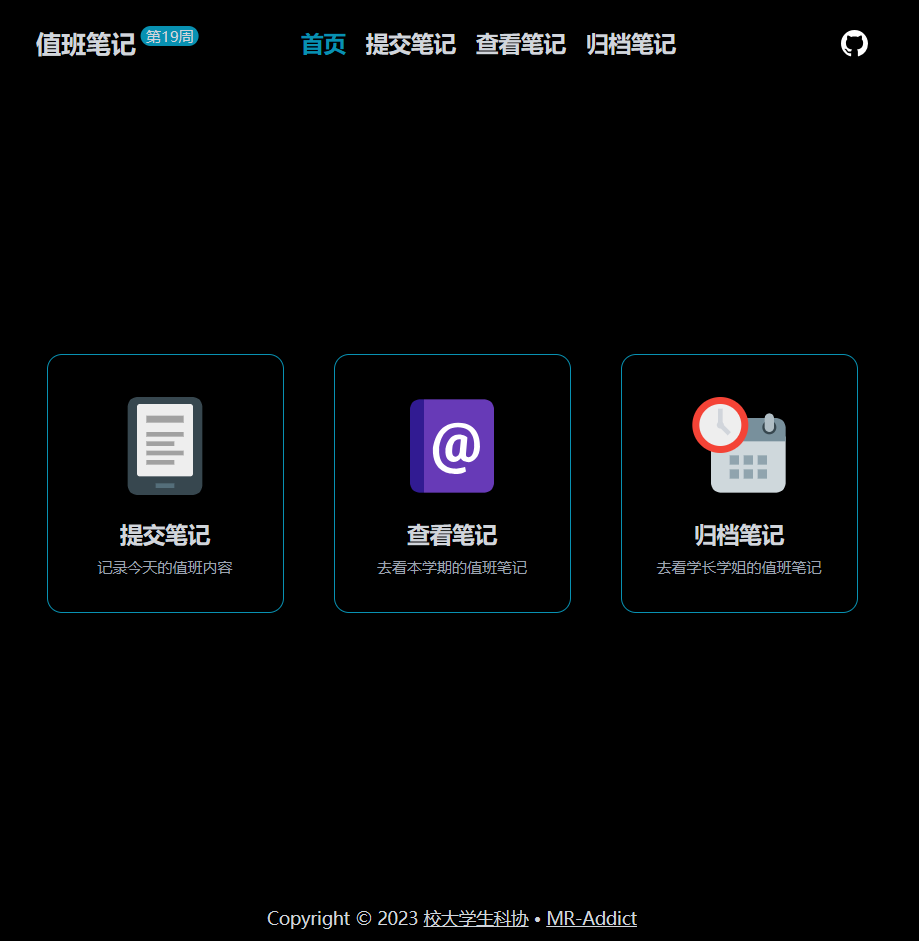 值班笔记 第19周 首页 提交笔记 查看笔记 归档笔记
@
提交笔记 查看笔记 归档笔记
记录今天的值班内容 去看本学期的值班笔记 去看学长学姐的值班笔记
Copyright © 2023 校大学生科协 • MR-Addict